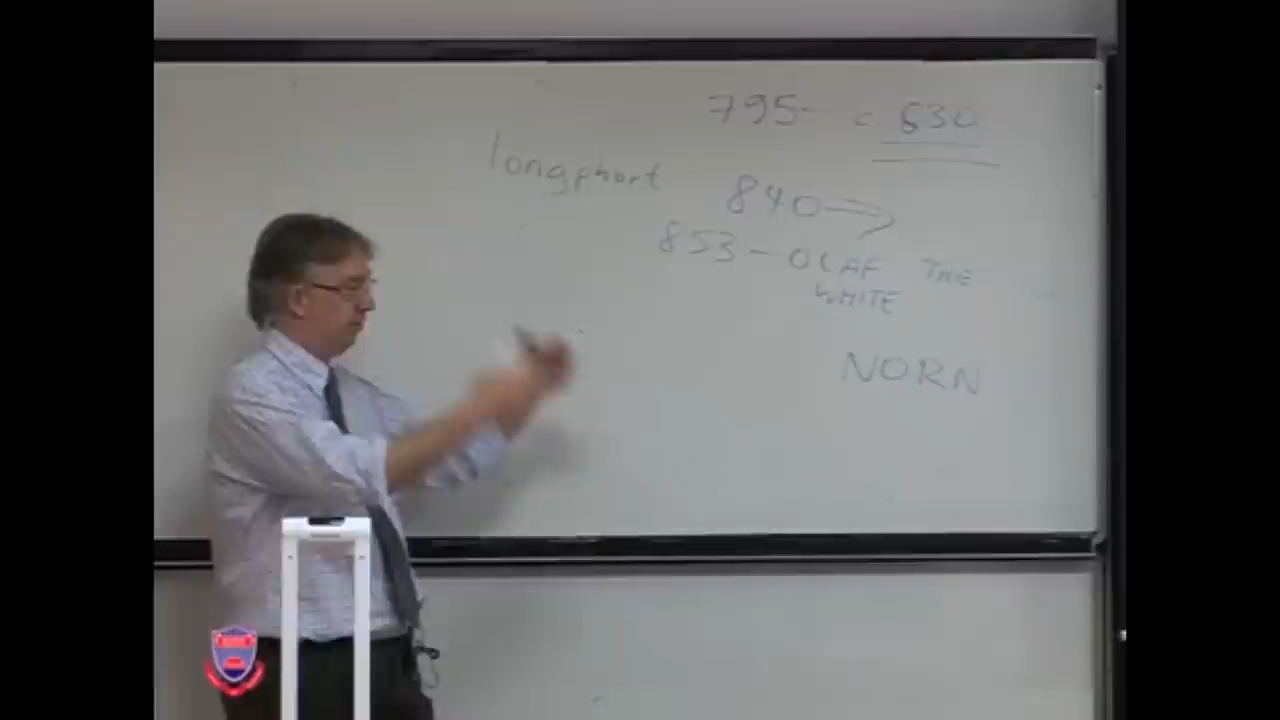 795– c. 830
longphort
840 →
853 – OLAF THE
WHITE
NORN